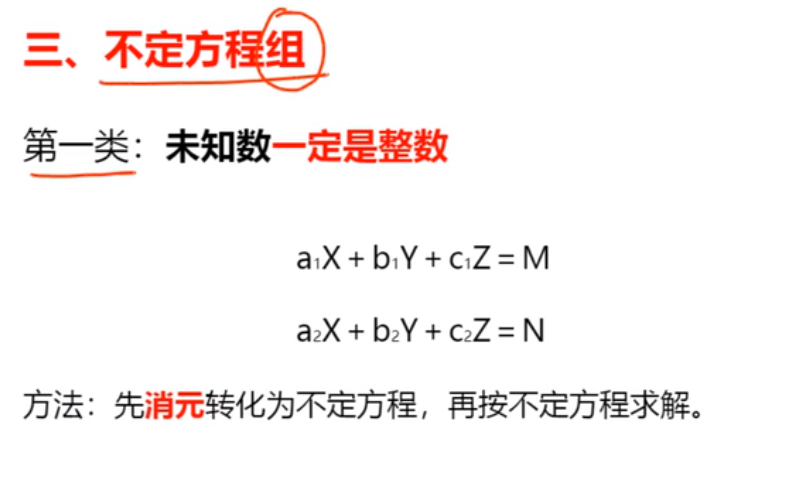 三、不定方程组
第一类：未知数一定是整数
a₁X + b₁Y + c₁Z = M
a₂X + b₂Y + c₂Z = N
方法：先消元转化为不定方程，再按不定方程求解。